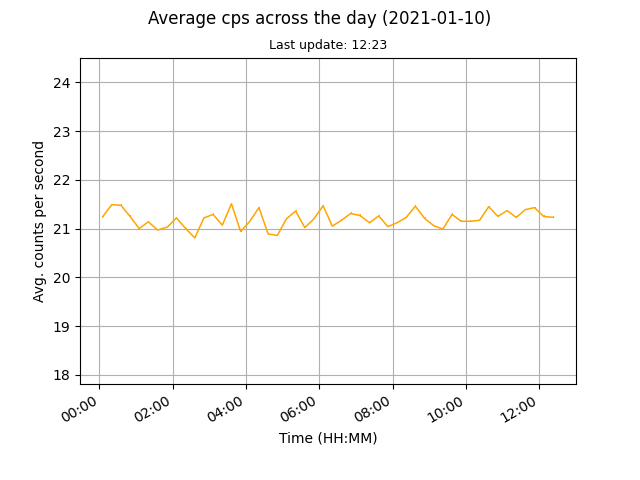 Average cps across the day (2021-01-10)
Last update: 12:23
24
23
22
21
20
19
18
Avg. counts per second
00:00 02:00 04:00 06:00 08:00 10:00 12:00
Time (HH:MM)